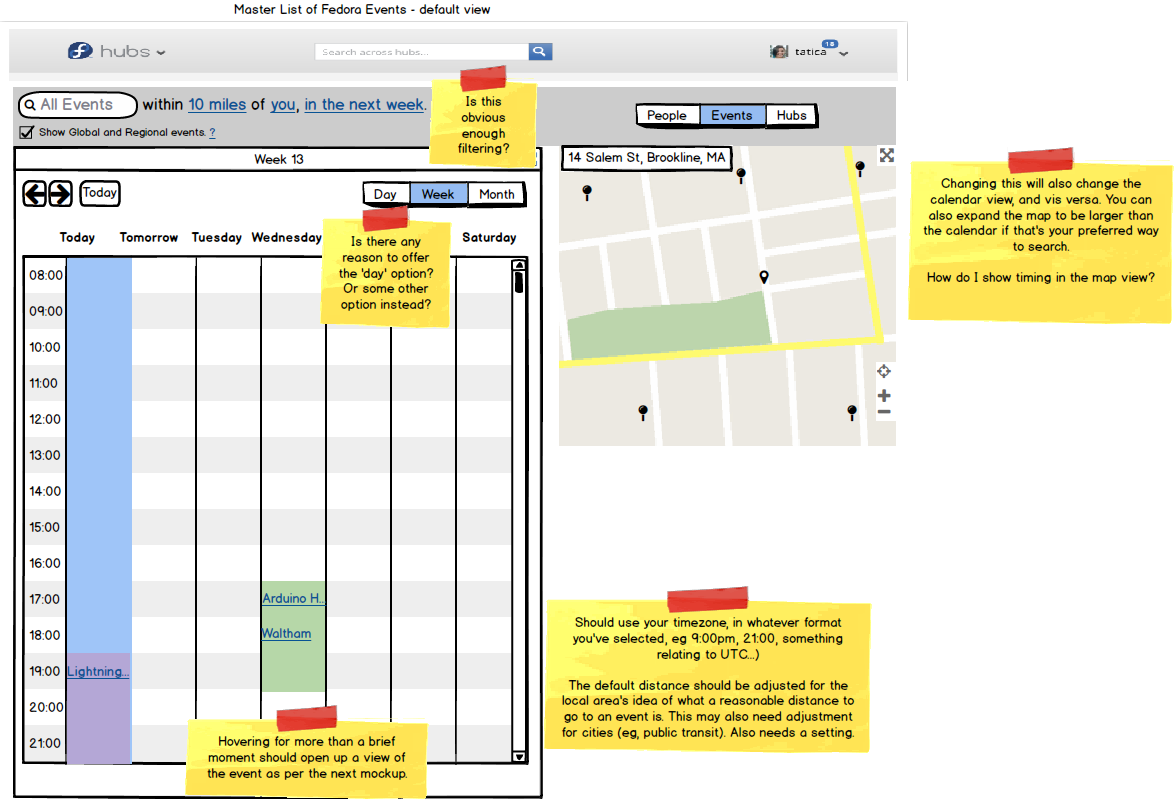 Master List of Fedora Events - default view
hubs
Search across hubs...
tatica
18
All Events within 10 miles of you, in the next week.
Show Global and Regional events. ?
Is this
obvious
enough
filtering?
People Events Hubs
Week 13
Today
Day Week Month
Is there any
reason to offer
the 'day' option?
Or some other
option instead?
Today Tomorrow Tuesday Wednesday Saturday
08:00
09:00
10:00
11:00
12:00
13:00
14:00
15:00
16:00
17:00 Arduino H..
18:00 Waltham
19:00 Lightning...
20:00
21:00
Hovering for more than a brief
moment should open up a view of
the event as per the next mockup.
14 Salem St, Brookline, MA
Changing this will also change the
calendar view, and vis versa. You can
also expand the map to be larger than
the calendar if that's your preferred way
to search.
How do I show timing in the map view?
Should use your timezone, in whatever format
you've selected, eg 9:00pm, 21:00, something
relating to UTC...)
The default distance should be adjusted for the
local area's idea of what a reasonable distance to
go to an event is. This may also need adjustment
for cities (eg, public transit). Also needs a setting.